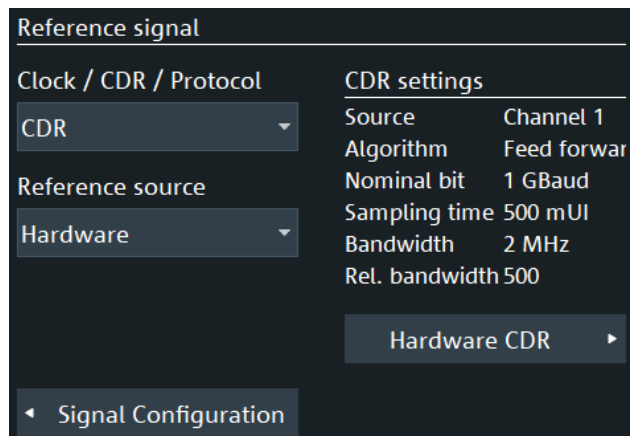 Reference signal
Clock / CDR / Protocol
CDR
Reference source
Hardware
CDR settings
Source Channel 1
Algorithm Feed forwar
Nominal bit 1 GBaud
Sampling time 500 mUI
Bandwidth 2 MHz
Rel. bandwidth 500
Hardware CDR
Signal Configuration